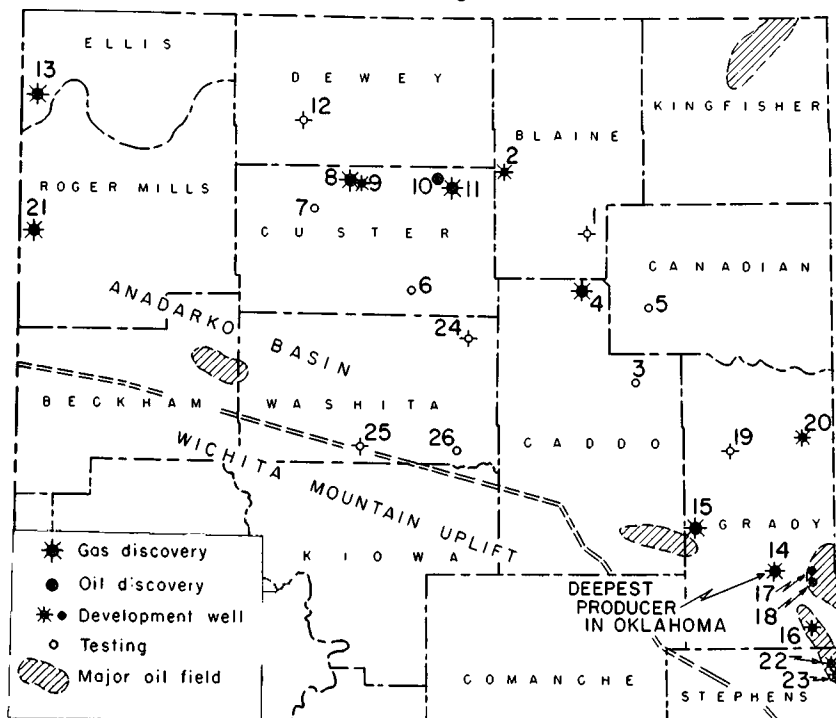 ELLIS
13
DEWEY
12
KINGFISHER
BLAINE
2
8
9
10
11
ROGER MILLS
21
7
CUSTER
1
CANADIAN
6
4
5
ANADARKO BASIN
24
3
BECKHAM
WASHITA
25
26
CADDO
19
20
WICHITA MOUNTAIN UPLIFT
15
GRADY
KIOWA
14
DEEPEST
PRODUCER
IN OKLAHOMA
17
18
16
22
23
COMANCHE
STEPHENS
Gas discovery
Oil discovery
Development well
Testing
Major oil field